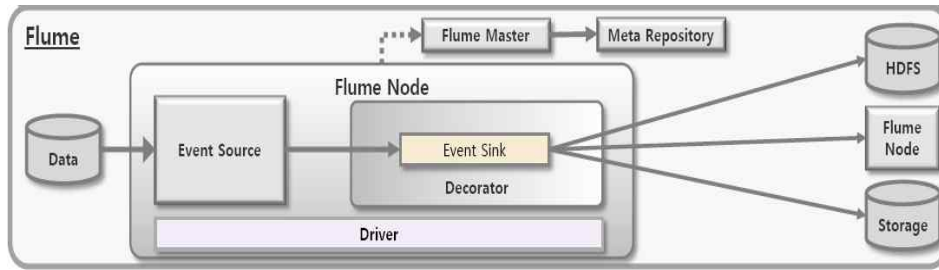 Flume
Flume Master
Meta Repository
Flume Node
Data
Event Source
Event Sink
Decorator
Driver
HDFS
Flume
Node
Storage